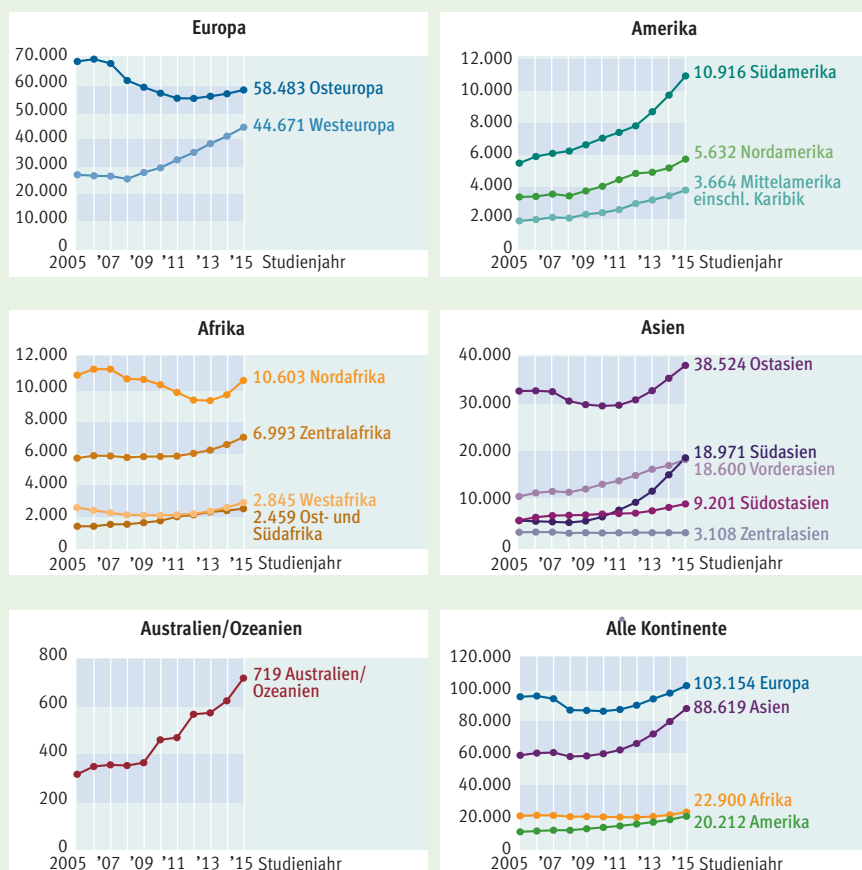 Europa
70.000
60.000
50.000
40.000
30.000
20.000
10.000
0
58.483 Osteuropa
44.671 Westeuropa
2005 ’07 ’09 ’11 ’13 ’15 Studienjahr
Amerika
12.000
10.000
8.000
6.000
4.000
2.000
0
10.916 Südamerika
5.632 Nordamerika
3.664 Mittelamerika
einschl. Karibik
2005 ’07 ’09 ’11 ’13 ’15 Studienjahr
Afrika
12.000
10.000
8.000
6.000
4.000
2.000
0
10.603 Nordafrika
6.993 Zentralafrika
2.845 Westafrika
2.459 Ost- und
Südafrika
2005 ’07 ’09 ’11 ’13 ’15 Studienjahr
Asien
40.000
30.000
20.000
10.000
0
38.524 Ostasien
18.971 Südasien
18.600 Vorderasien
9.201 Südostasien
3.108 Zentralasien
2005 ’07 ’09 ’11 ’13 ’15 Studienjahr
Australien/Ozeanien
800
600
400
200
0
719 Australien/
Ozeanien
2005 ’07 ’09 ’11 ’13 ’15 Studienjahr
Alle Kontinente
120.000
100.000
80.000
60.000
40.000
20.000
0
103.154 Europa
88.619 Asien
22.900 Afrika
20.212 Amerika
2005 ’07 ’09 ’11 ’13 ’15 Studienjahr